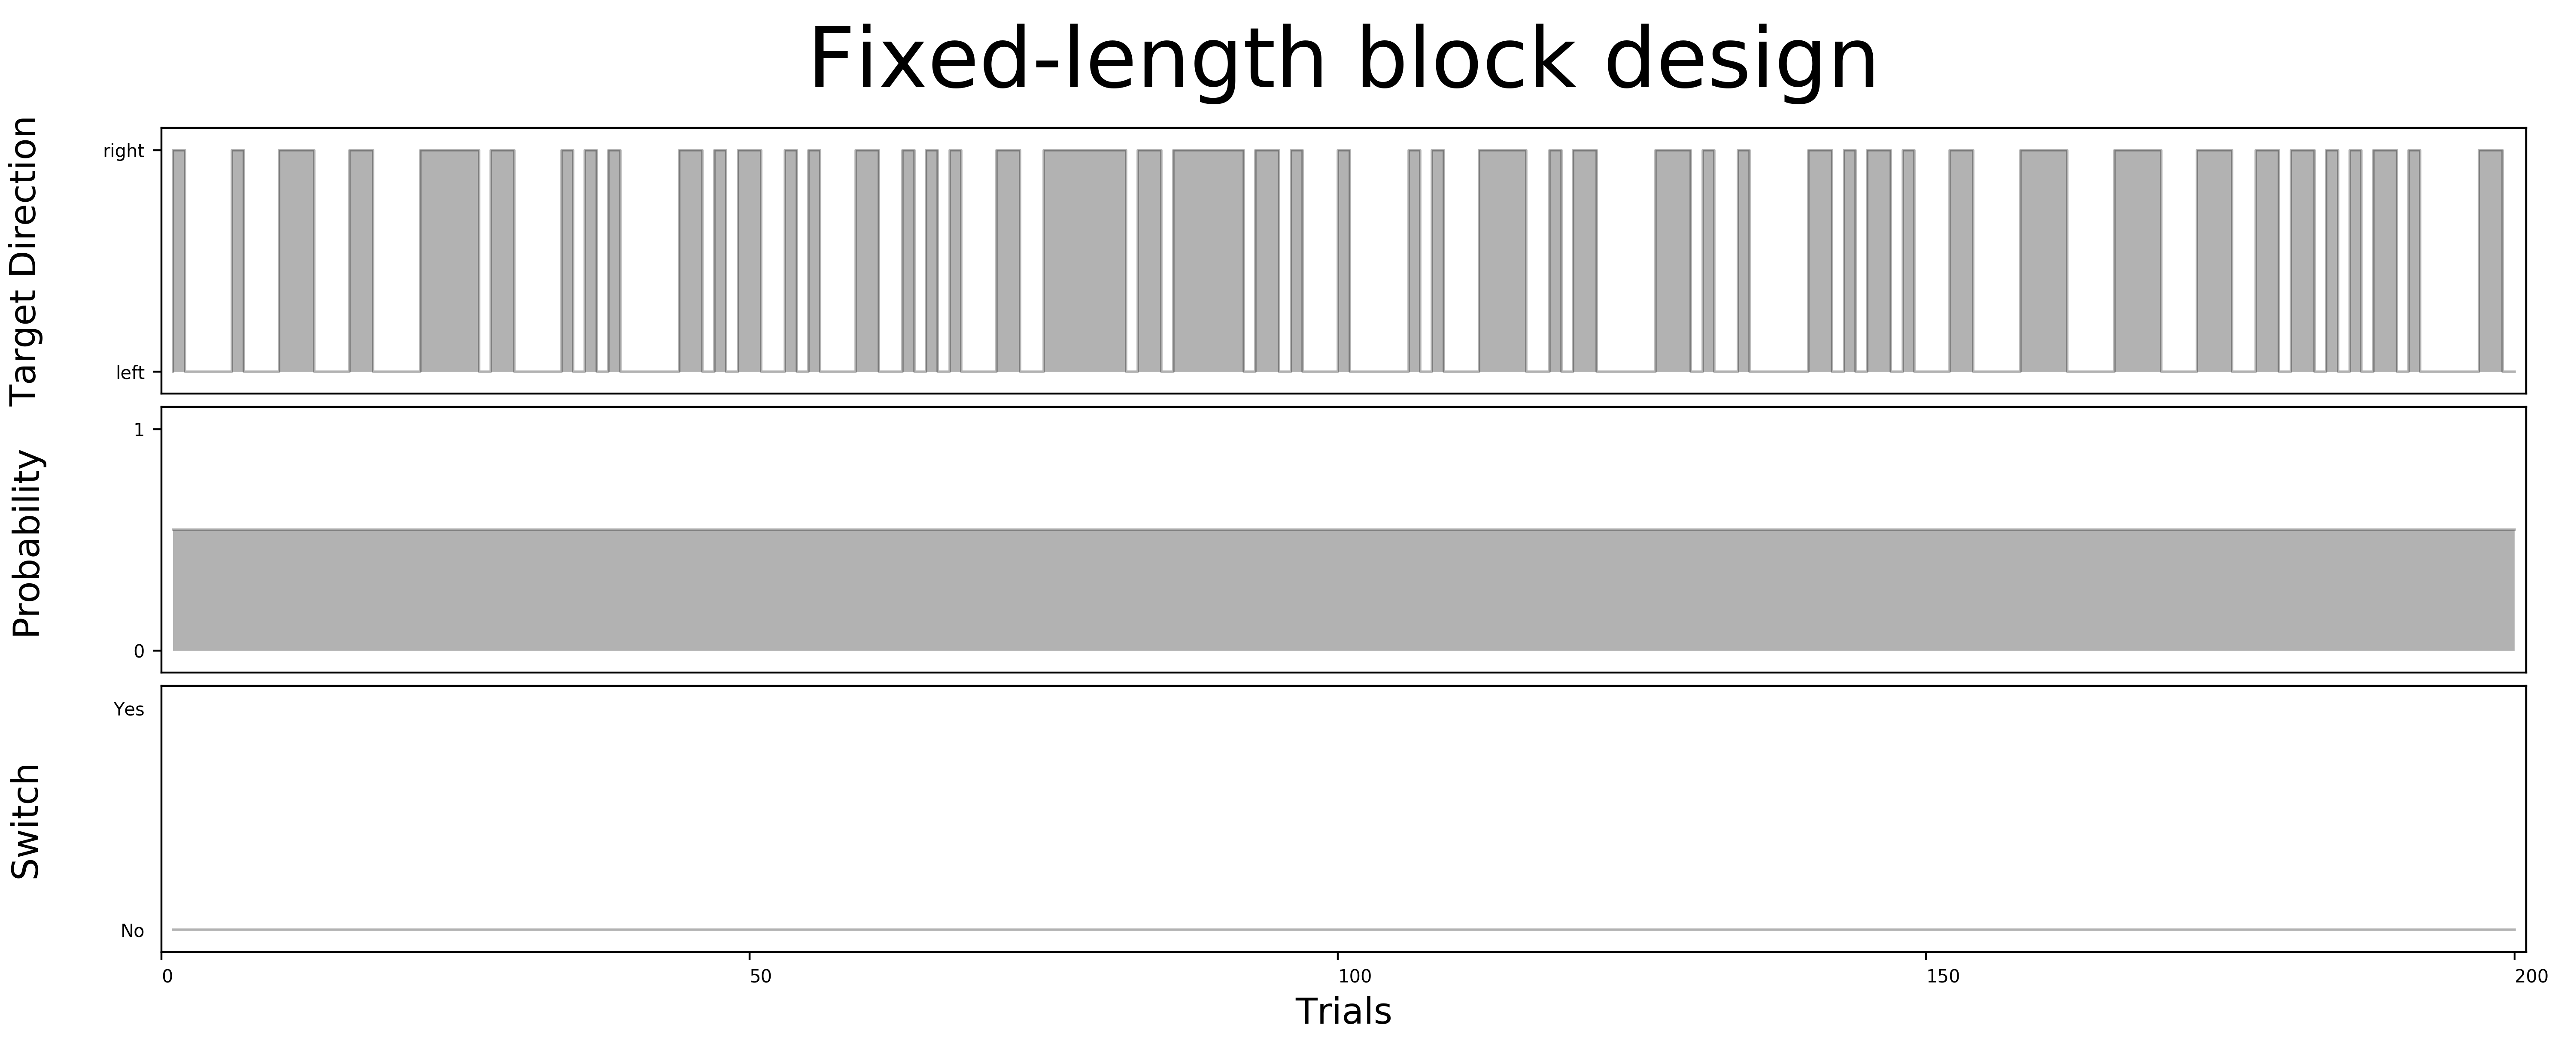 Fixed-length block design
Target Direction
right
left
Probability
1
0
Switch
Yes
No
0 50 100 150 200
Trials